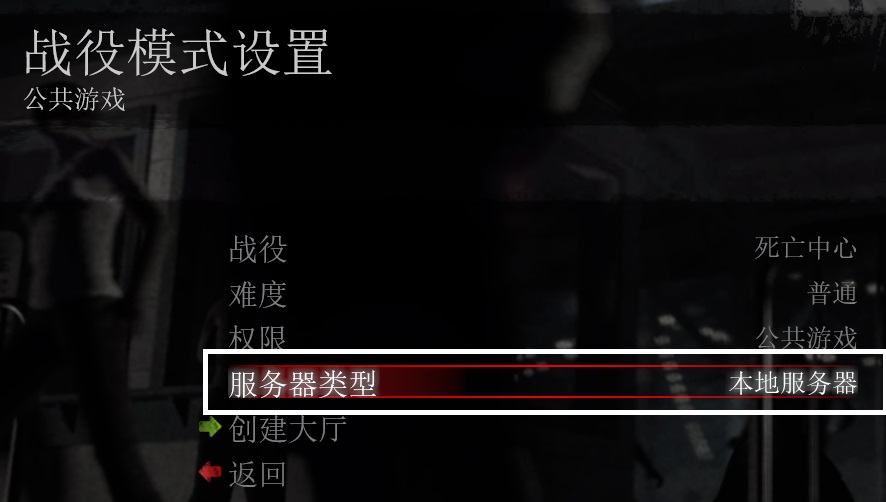 战役模式设置
公共游戏
战役 死亡中心
难度 普通
权限 公共游戏
服务器类型 本地服务器
创建大厅
返回